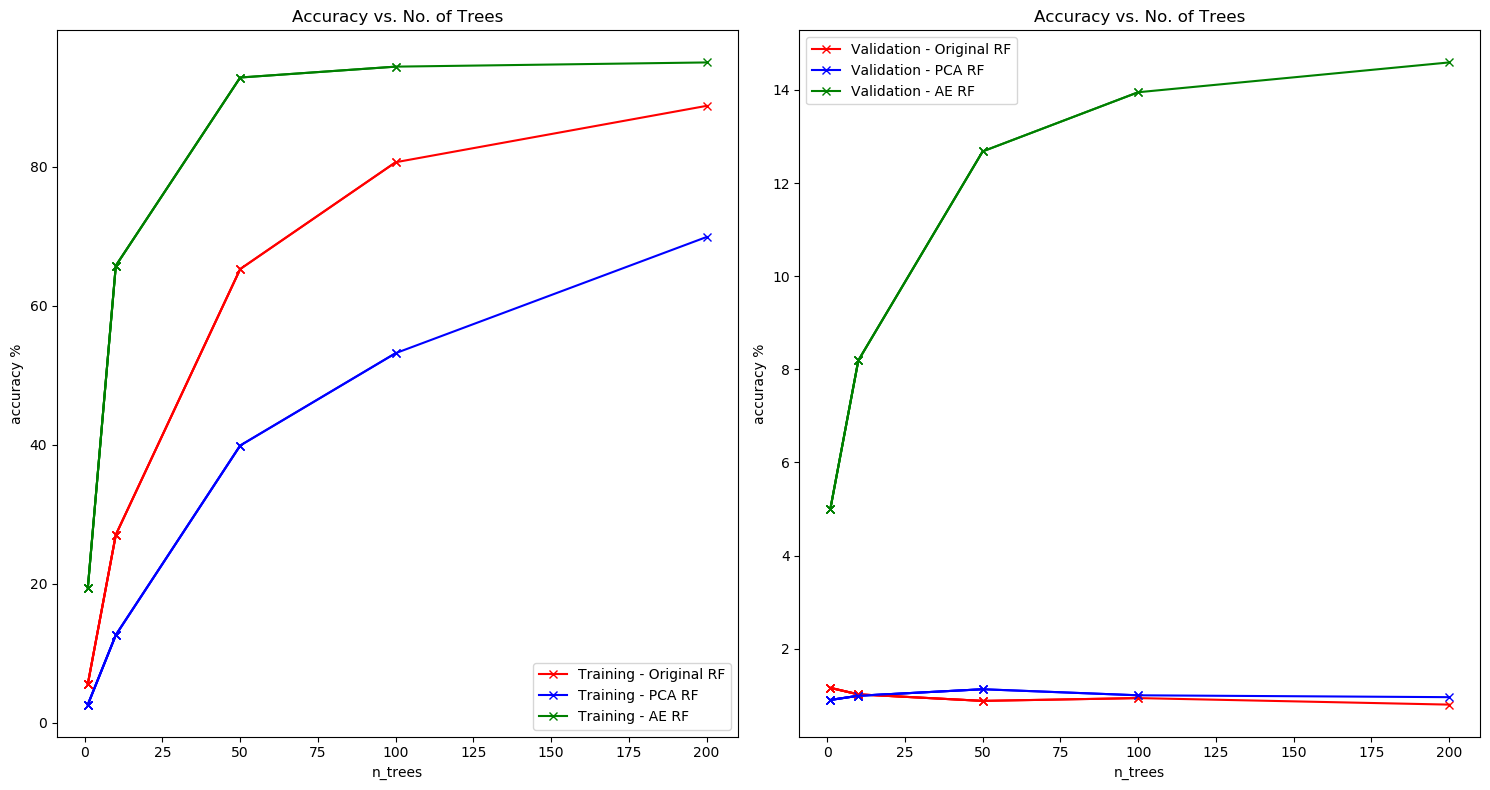 Accuracy vs. No. of Trees
accuracy %
80
60
40
20
0
Training - Original RF
Training - PCA RF
Training - AE RF
0 25 50 75 100 125 150 175 200
n_trees
Accuracy vs. No. of Trees
Validation - Original RF
Validation - PCA RF
Validation - AE RF
accuracy %
14
12
10
8
6
4
2
0 25 50 75 100 125 150 175 200
n_trees